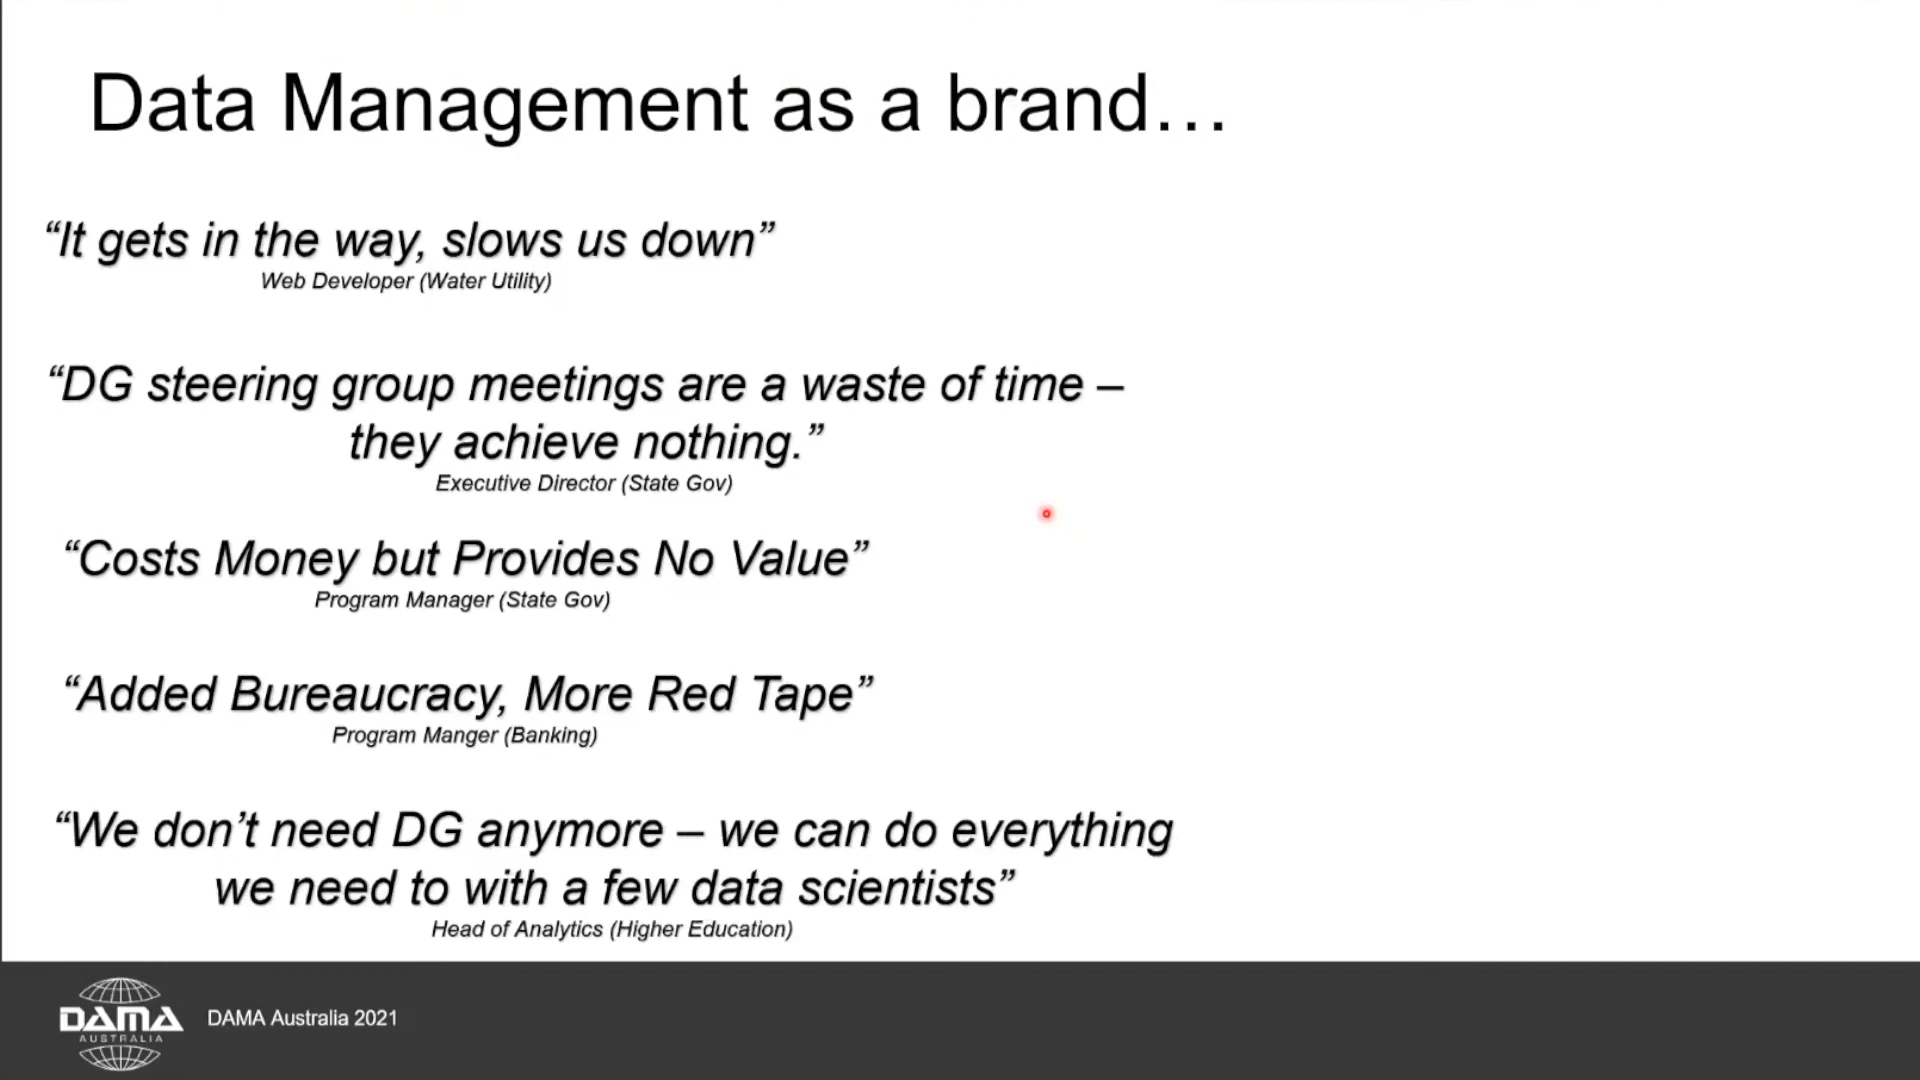 Data Management as a brand…
“It gets in the way, slows us down”
Web Developer (Water Utility)
“DG steering group meetings are a waste of time –
they achieve nothing.”
Executive Director (State Gov)
“Costs Money but Provides No Value”
Program Manager (State Gov)
“Added Bureaucracy, More Red Tape”
Program Manger (Banking)
“We don’t need DG anymore – we can do everything
we need to with a few data scientists”
Head of Analytics (Higher Education)
DAMA
AUSTRALIA
DAMA Australia 2021